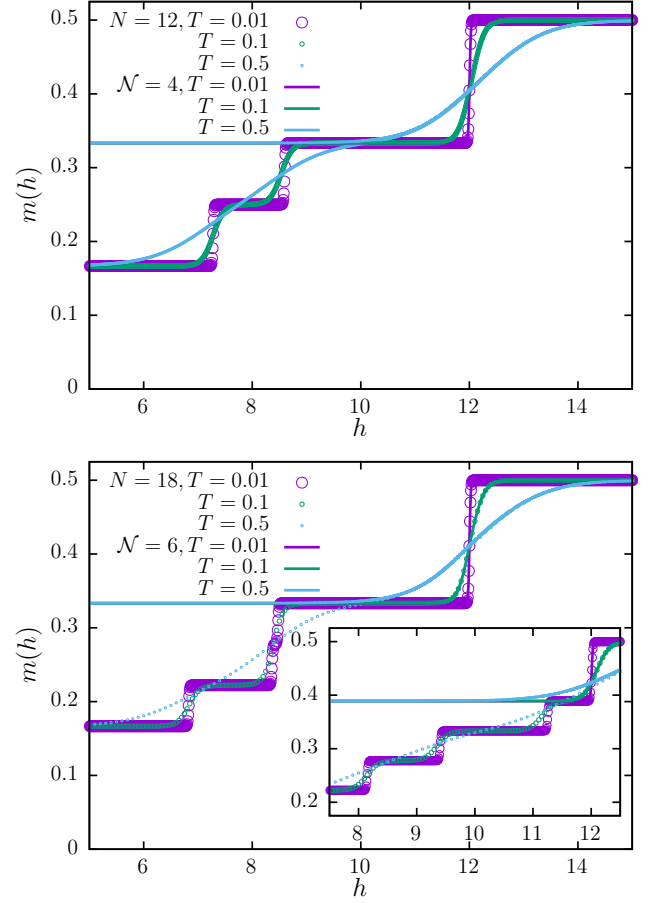 0.5
0.4
0.3
0.2
0.1
0
m(h)
N = 12, T = 0.01
T = 0.1
T = 0.5
𝒩 = 4, T = 0.01
T = 0.1
T = 0.5
6 8 10 12 14
h
0.5
0.4
0.3
0.2
0.1
0
m(h)
N = 18, T = 0.01
T = 0.1
T = 0.5
𝒩 = 6, T = 0.01
T = 0.1
T = 0.5
0.5
0.4
0.3
0.2
8 9 10 11 12
6 8 10 12 14
h